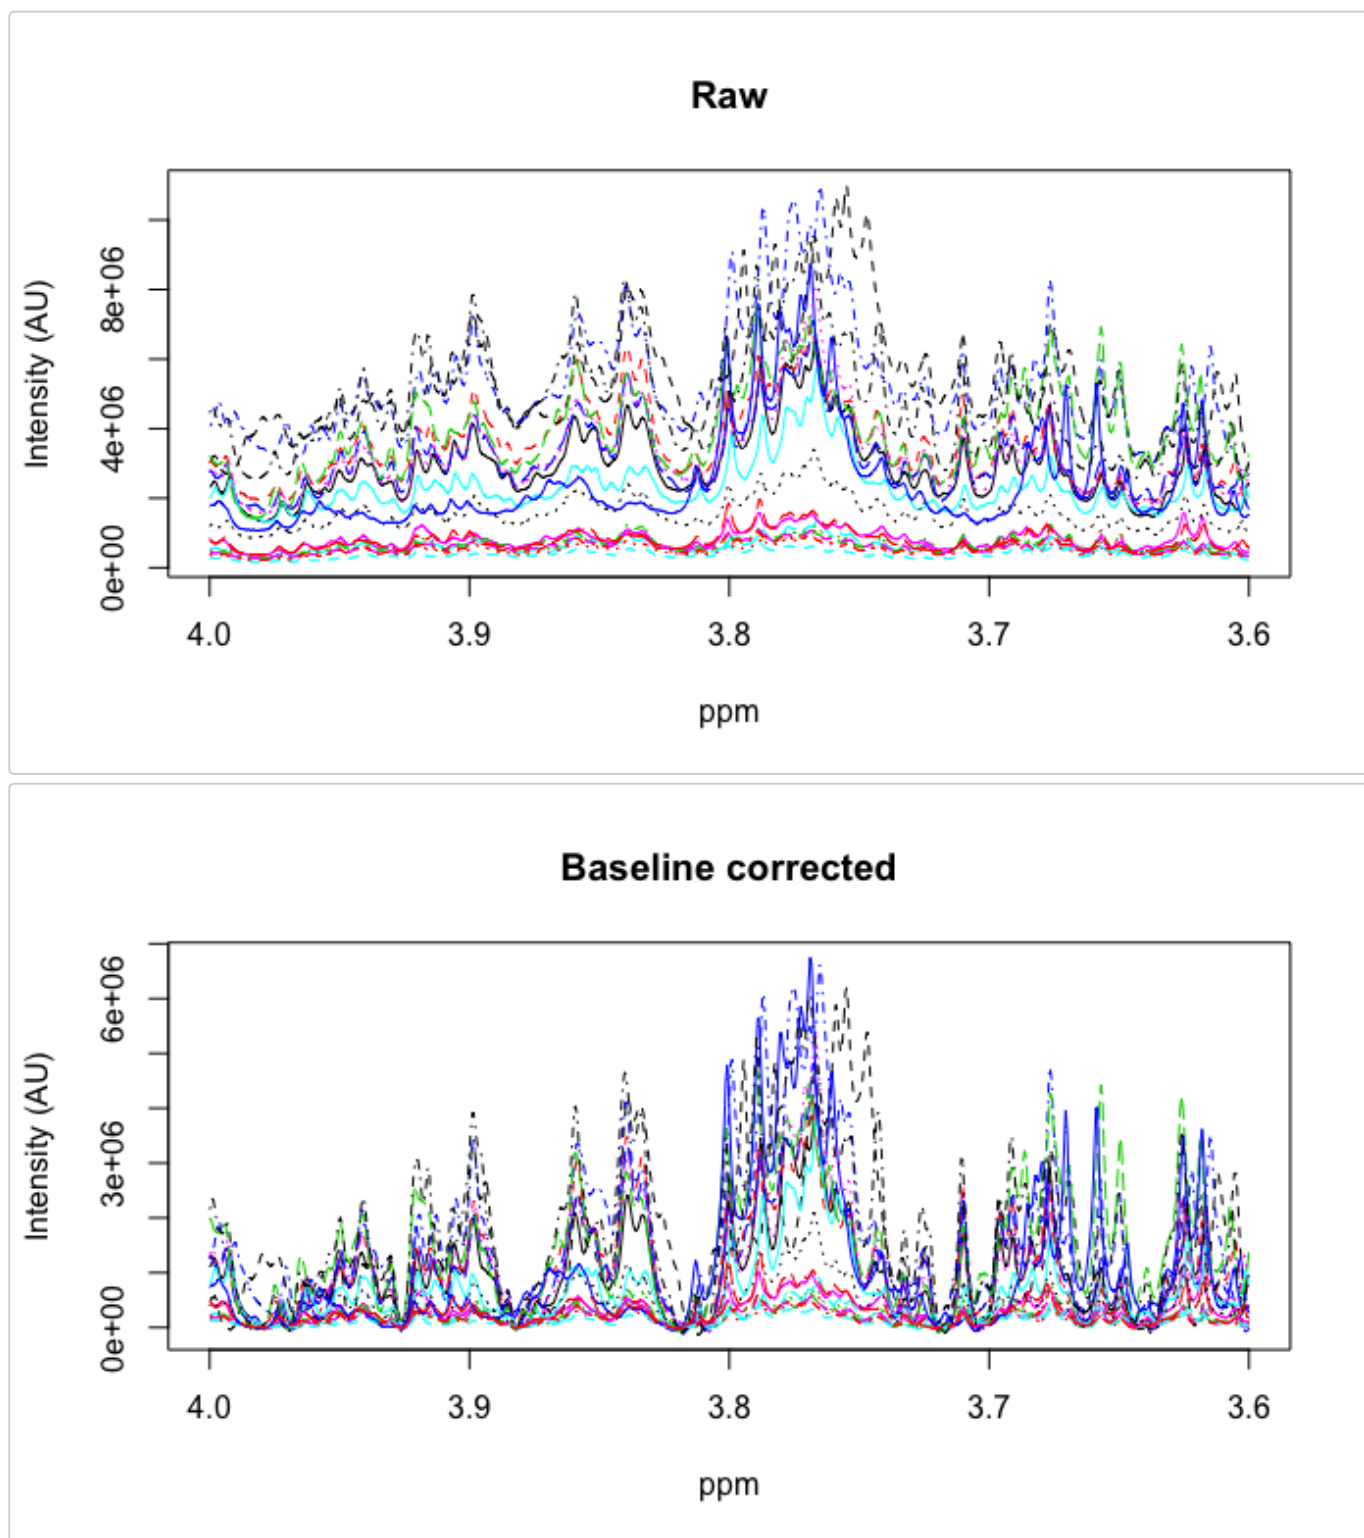 Raw
Intensity (AU)
8e+06
4e+06
0e+00
4.0 3.9 3.8 3.7 3.6
ppm
Baseline corrected
Intensity (AU)
6e+06
3e+06
0e+00
4.0 3.9 3.8 3.7 3.6
ppm